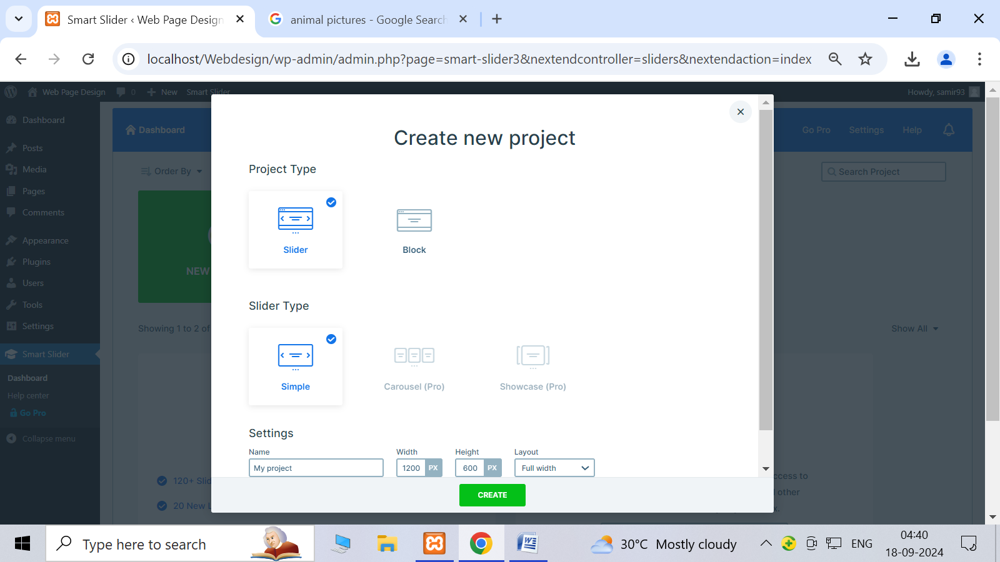 Smart Slider ‹ Web Page Design
animal pictures - Google Search
localhost/Webdesign/wp-admin/admin.php?page=smart-slider3&nextendcontroller=sliders&nextendaction=index
Web Page Design 0 New Smart Slider Howdy, samir93
Dashboard
Posts
Media
Pages
Comments
Appearance
Plugins
Users
Tools
Settings
Smart Slider
Dashboard
Help center
Go Pro
Collapse menu
Dashboard
Go Pro Settings Help
Order By
Search Project
NEW
Showing 1 to 2 of
Show All
120+ Slid
20 New L
ccess to
other
x.
Create new project
Project Type
Slider Block
Slider Type
Simple Carousel (Pro) Showcase (Pro)
Settings
Name Width Height Layout
My project 1200 PX 600 PX Full width
CREATE
Type here to search
30°C Mostly cloudy
ENG
04:40
18-09-2024